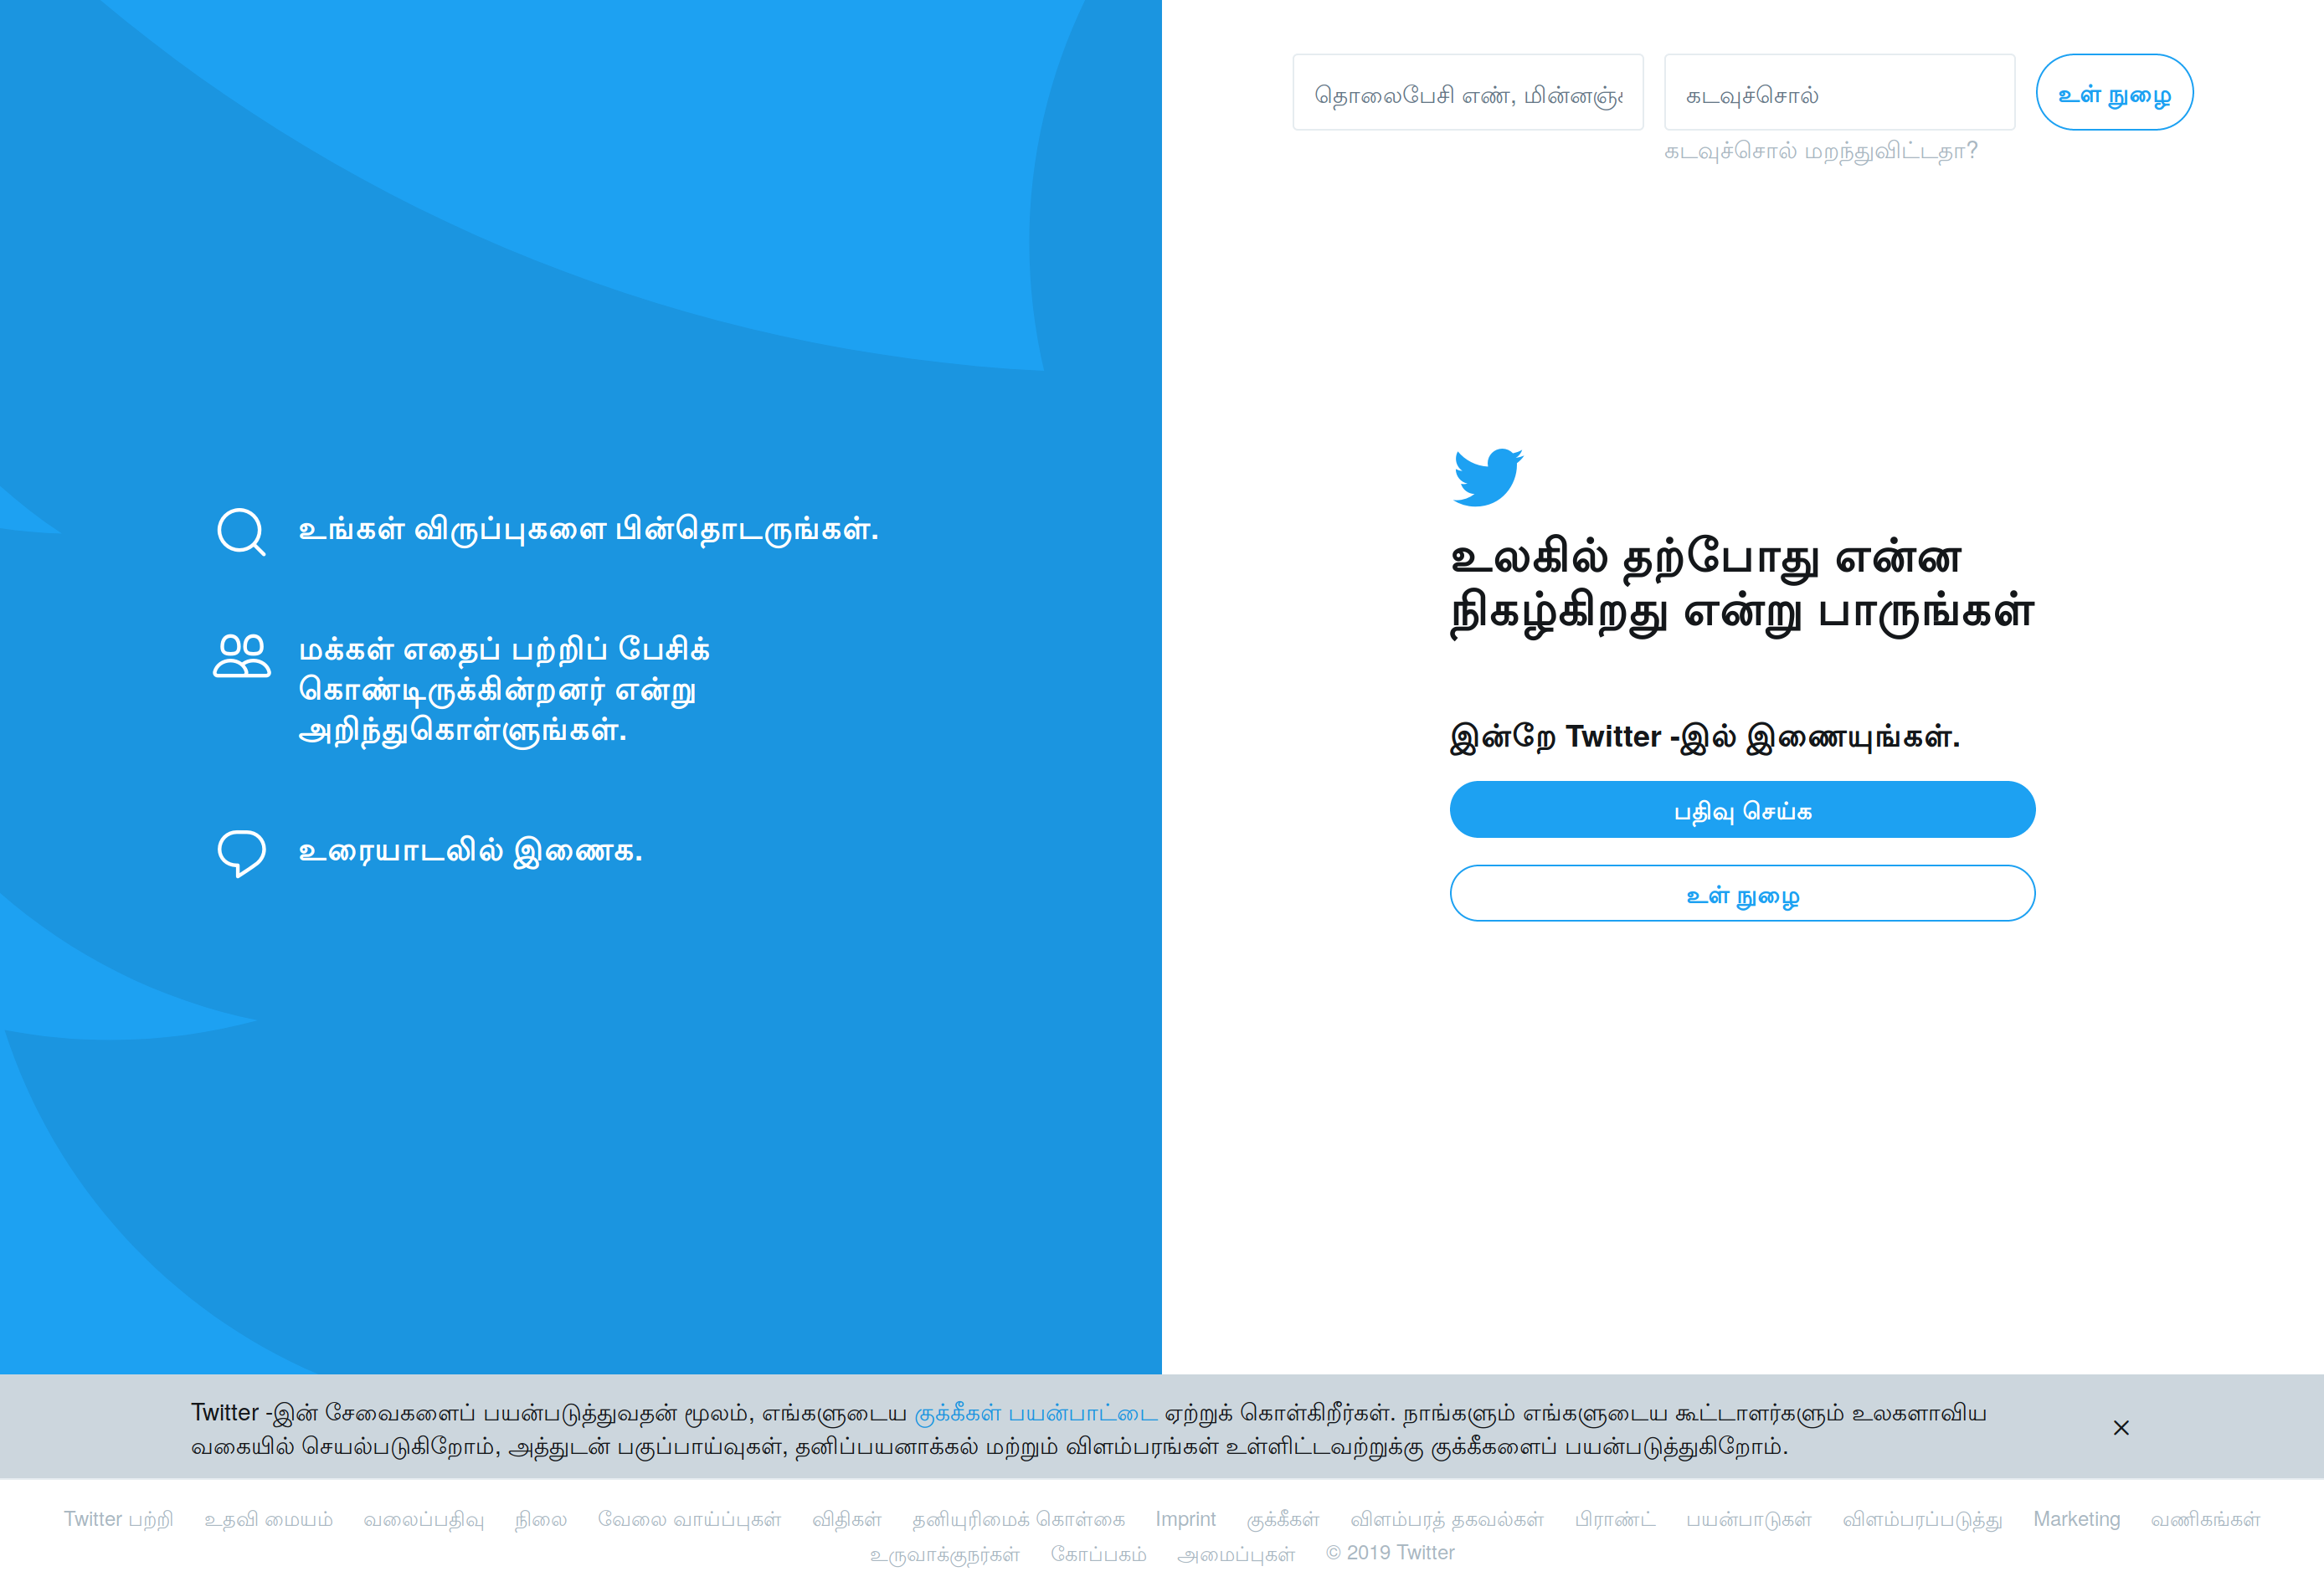 தொலைபேசி எண், மின்னஞ்ச
கடவுச்சொல்
உள் நுழை
கடவுச்சொல் மறந்துவிட்டதா?
உங்கள் விருப்புகளை பின்தொடருங்கள்.
மக்கள் எதைப் பற்றிப் பேசிக்
கொண்டிருக்கின்றனர் என்று
அறிந்துகொள்ளுங்கள்.
உரையாடலில் இணைக.
உலகில் தற்போது என்ன
நிகழ்கிறது என்று பாருங்கள்
இன்றே Twitter -இல் இணையுங்கள்.
பதிவு செய்க
உள் நுழை
Twitter -இன் சேவைகளைப் பயன்படுத்துவதன் மூலம், எங்களுடைய குக்கீகள் பயன்பாட்டை ஏற்றுக் கொள்கிறீர்கள். நாங்களும் எங்களுடைய கூட்டாளர்களும் உலகளாவிய
வகையில் செயல்படுகிறோம், அத்துடன் பகுப்பாய்வுகள், தனிப்பயனாக்கல் மற்றும் விளம்பரங்கள் உள்ளிட்டவற்றுக்கு குக்கீகளைப் பயன்படுத்துகிறோம்.
Twitter பற்றி உதவி மையம் வலைப்பதிவு நிலை வேலை வாய்ப்புகள் விதிகள் தனியுரிமைக் கொள்கை Imprint குக்கீகள் விளம்பரத் தகவல்கள் பிராண்ட் பயன்பாடுகள் விளம்பரப்படுத்து Marketing வணிகங்கள்
உருவாக்குநர்கள் கோப்பகம் அமைப்புகள் © 2019 Twitter